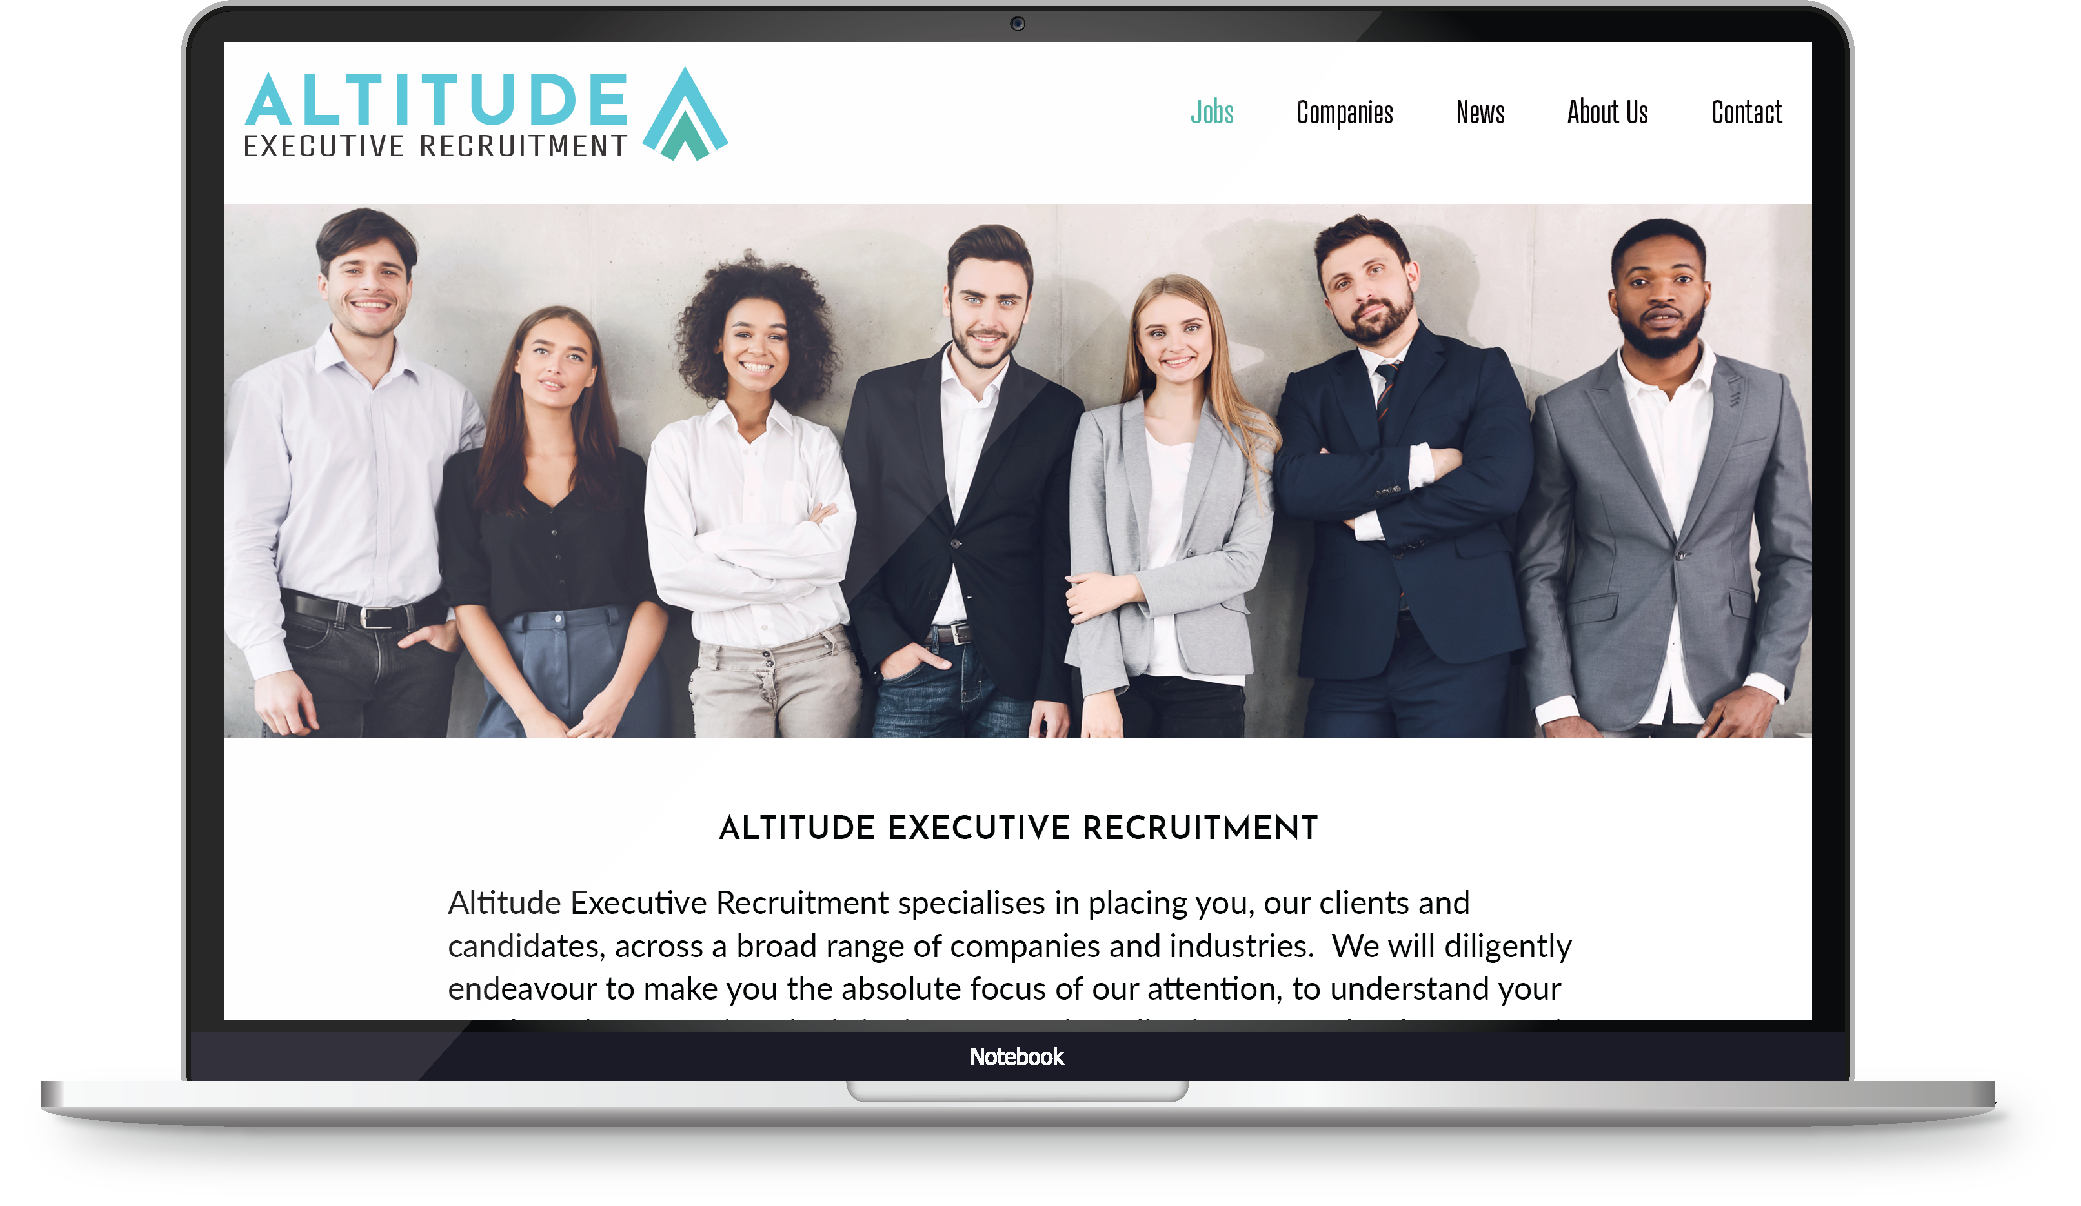 ALTITUDE
EXECUTIVE RECRUITMENT
Jobs Companies News About Us Contact
ALTITUDE EXECUTIVE RECRUITMENT
Altitude Executive Recruitment specialises in placing you, our clients and
candidates, across a broad range of companies and industries.  We will diligently
endeavour to make you the absolute focus of our attention, to understand your
Notebook